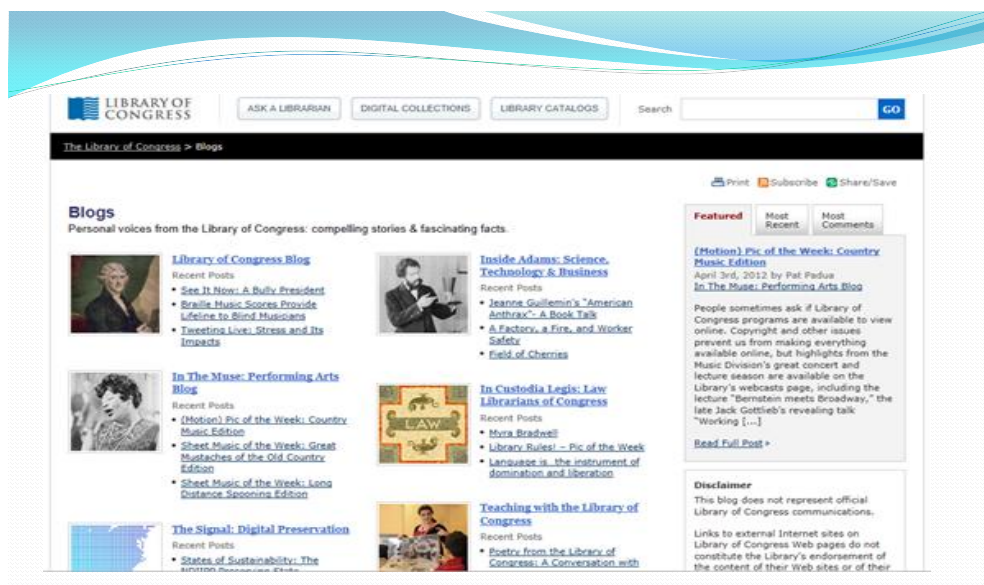 LIBRARY OF
CONGRESS
ASK A LIBRARIAN
DIGITAL COLLECTIONS
LIBRARY CATALOGS
Search
GO
The Library of Congress > Blogs
Print Subscribe Share/Save
Blogs
Personal voices from the Library of Congress: compelling stories & fascinating facts.
Library of Congress Blog
Recent Posts
• See It Now: A Bully President
• Braille Music Scores Provide
Lifeline to Blind Musicians
• Tweeting Live: Stress and Its
Impacts
In The Muse: Performing Arts
Blog
Recent Posts
• (Motion) Pic of the Week: Country
Music Edition
• Sheet Music of the Week: Great
Mustaches of the Old Country
Edition
• Sheet Music of the Week: Long
Distance Spooning Edition
The Signal: Digital Preservation
Recent Posts
• States of Sustainability: The
Inside Adams: Science,
Technology & Business
Recent Posts
• Jeanne Guillemin's "American
Anthrax"- A Book Talk
• A Factory, a Fire, and Worker
Safety
• Field of Cherries
In Custodia Legis: Law
Librarians of Congress
Recent Posts
• Myra Bradwell
• Library Rules! – Pic of the Week
• Language is the instrument of
domination and liberation
LAW
Teaching with the Library of
Congress
Recent Posts
• Poetry from the Library of
Congress: A Conversation with
Featured
Most
Recent
Most
Comments
(Motion) Pic of the Week: Country
Music Edition
April 3rd, 2012 by Pat Padua
In The Muse: Performing Arts Blog
People sometimes ask if Library of
Congress programs are available to view
online. Copyright and other issues
prevent us from making everything
available online, but highlights from the
Music Division's great concert and
lecture season are available on the
Library's webcasts page, including the
lecture "Bernstein meets Broadway," the
late Jack Gottlieb's revealing talk
"Working [...]
Read Full Post »
Disclaimer
This blog does not represent official
Library of Congress communications.
Links to external Internet sites on
Library of Congress Web pages do not
constitute the Library's endorsement of
the content of their Web sites or of their